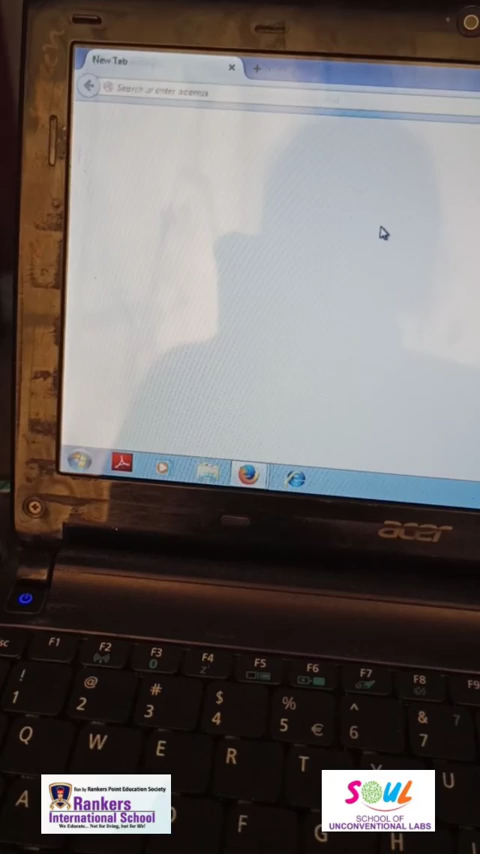 New Tab
Search or enter address
acer
F1
F2
F3
F4
F5
F6
F7
F8
F9
!
1
@
2
#
3
$
4
%
5
€
^
6
&
7
Q
W
E
R
T
U
A
F
G
H
Run by Rankers Point Education Society
Rankers
International School
We Educate... Not for living, but for life!
SOUL
SCHOOL OF
UNCONVENTIONAL LABS